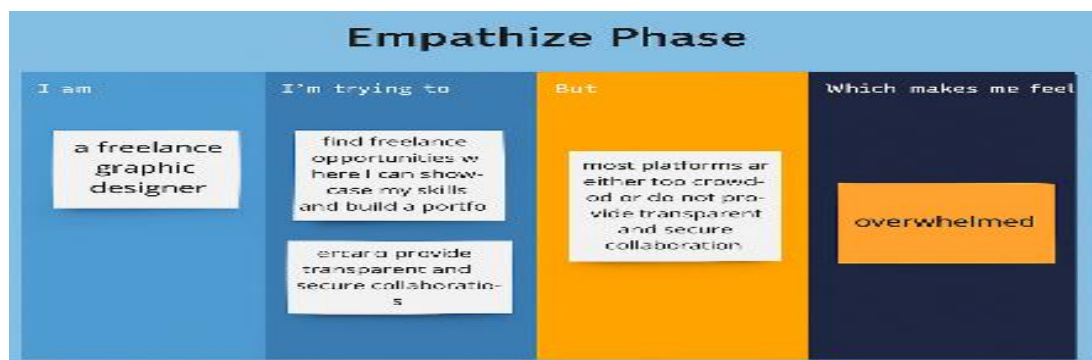 Empathize Phase
I am
a freelance
graphic
designer
I'm trying to
find freelance
opportunities w
here I can show-
case my skills
and build a portfo
provide
transparent and
secure collaboratio-
s
But
most platforms ar
either too crowd-
od or do not pro-
vide transparent
and secure
collaboration
Which makes me feel
overwhelmed